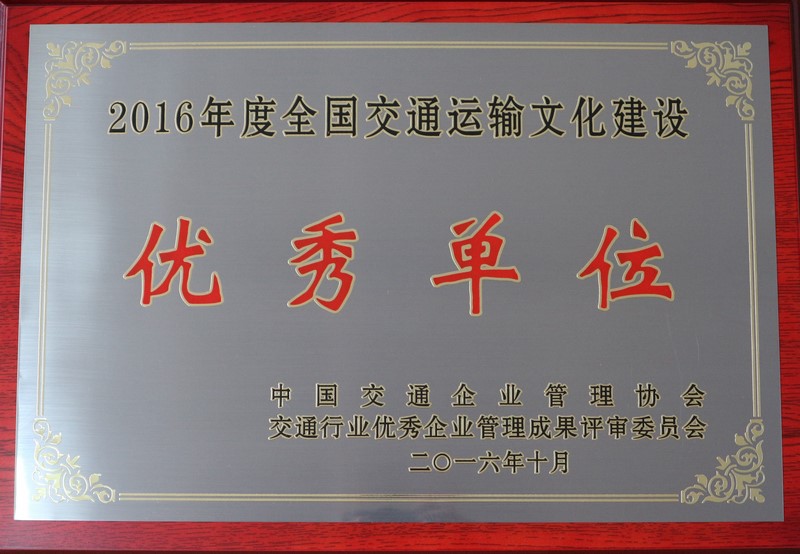 2016年度全国交通运输文化建设
优秀单位
中国交通企业管理协会
交通行业优秀企业管理成果评审委员会
二〇一六年十月